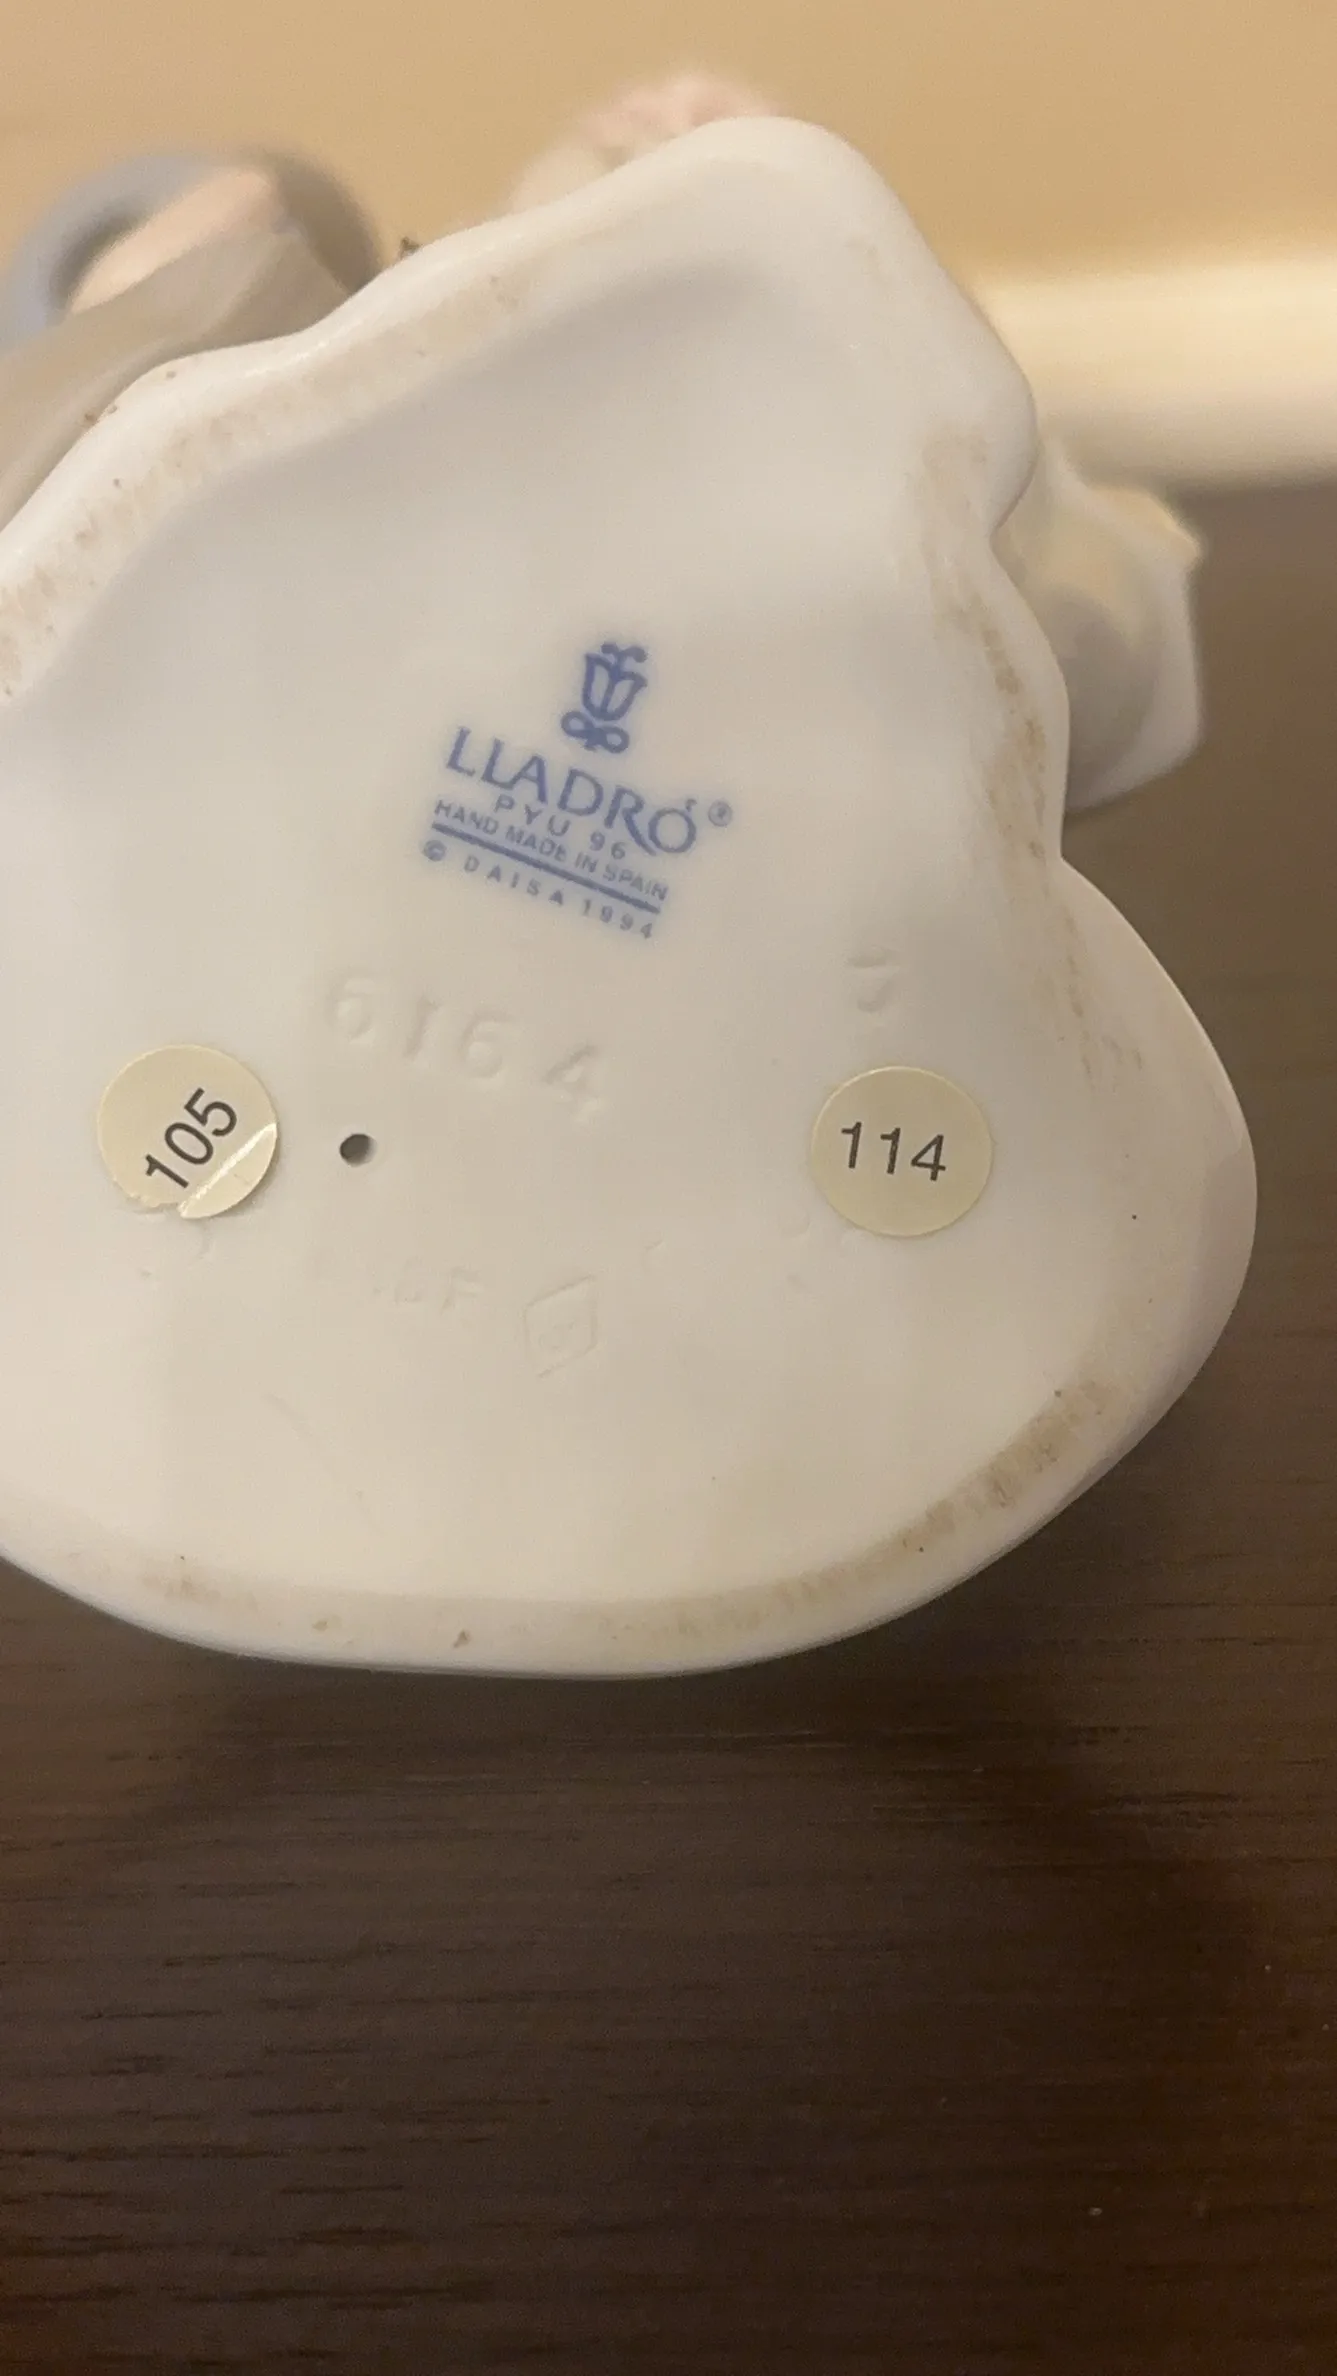 LLADRÓ®
PYU 96
HAND MADE IN SPAIN
© DAISA 1994
6164
105
114